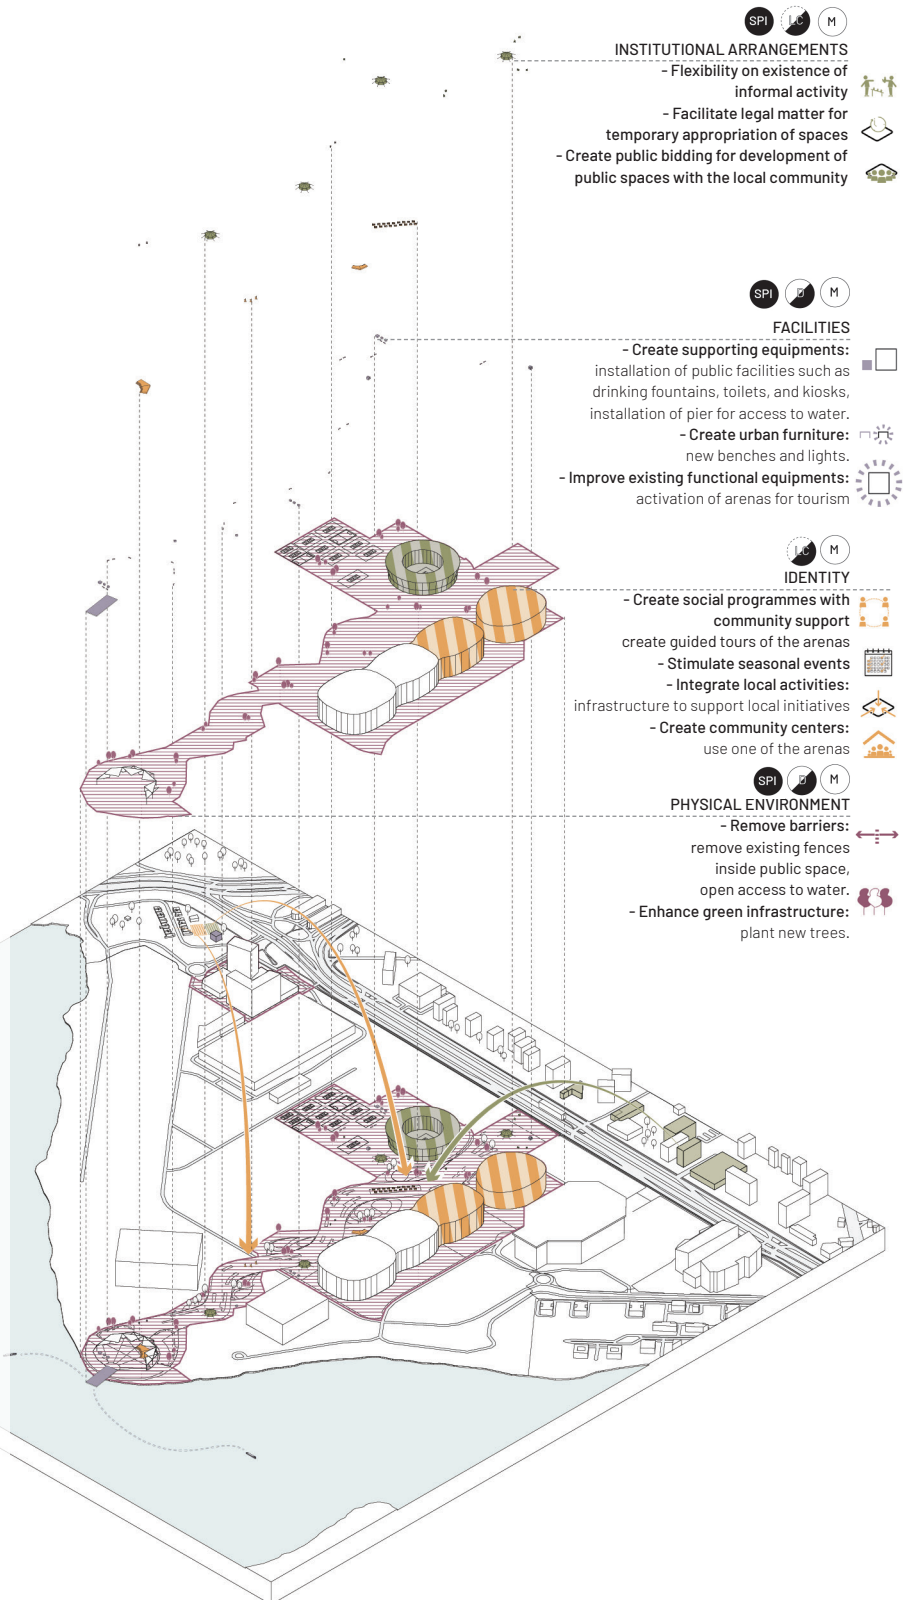 SPI LC M
INSTITUTIONAL ARRANGEMENTS
- Flexibility on existence of
informal activity
- Facilitate legal matter for
temporary appropriation of spaces
- Create public bidding for development of
public spaces with the local community
SPI D M
FACILITIES
- Create supporting equipments:
installation of public facilities such as
drinking fountains, toilets, and kiosks,
installation of pier for access to water.
- Create urban furniture:
new benches and lights.
- Improve existing functional equipments:
activation of arenas for tourism
LC M
IDENTITY
- Create social programmes with
community support
create guided tours of the arenas
- Stimulate seasonal events
- Integrate local activities:
infrastructure to support local initiatives
- Create community centers:
use one of the arenas
SPI D M
PHYSICAL ENVIRONMENT
- Remove barriers:
remove existing fences
inside public space,
open access to water.
- Enhance green infrastructure:
plant new trees.